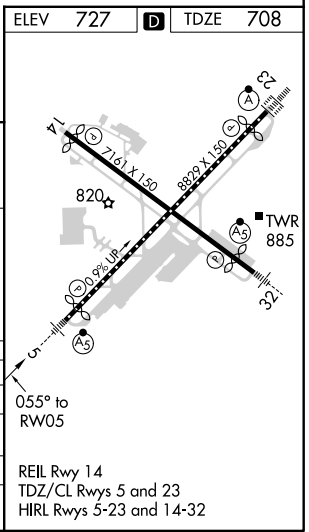 ELEV 727 D TDZE 708
A
23
14
P
P
7161 X 150
8829 X 150
820
A5
TWR
885
P
P
0.9% UP
32
A5
5
055° to
RW05
REIL Rwy 14
TDZ/CL Rwys 5 and 23
HIRL Rwys 5-23 and 14-32